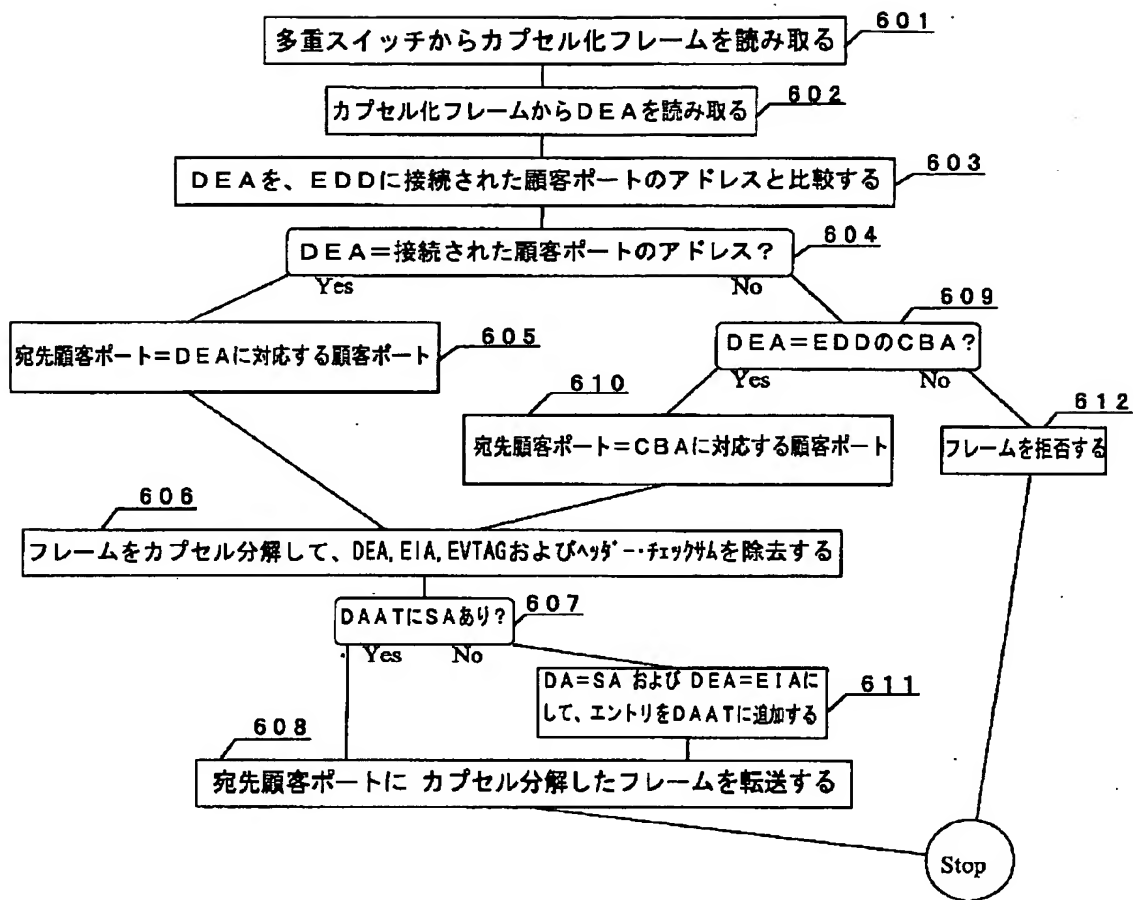 601
多重スイッチからカプセル化フレームを読み取る
602
カプセル化フレームからDEAを読み取る
603
DEAを、EDDに接続された顧客ポートのアドレスと比較する
604
DEA=接続された顧客ポートのアドレス?
Yes
No
605
宛先顧客ポート=DEAに対応する顧客ポート
609
DEA=EDDのCBA?
Yes
No
610
宛先顧客ポート=CBAに対応する顧客ポート
612
フレームを拒否する
606
フレームをカプセル分解して、DEA,EIA,EVTAGおよびヘッダー・チェックサムを除去する
607
DAATにSAあり?
Yes
No
611
DA=SA および DEA=EIAに
して、エントリをDAATに追加する
608
宛先顧客ポートに カプセル分解したフレームを転送する
Stop